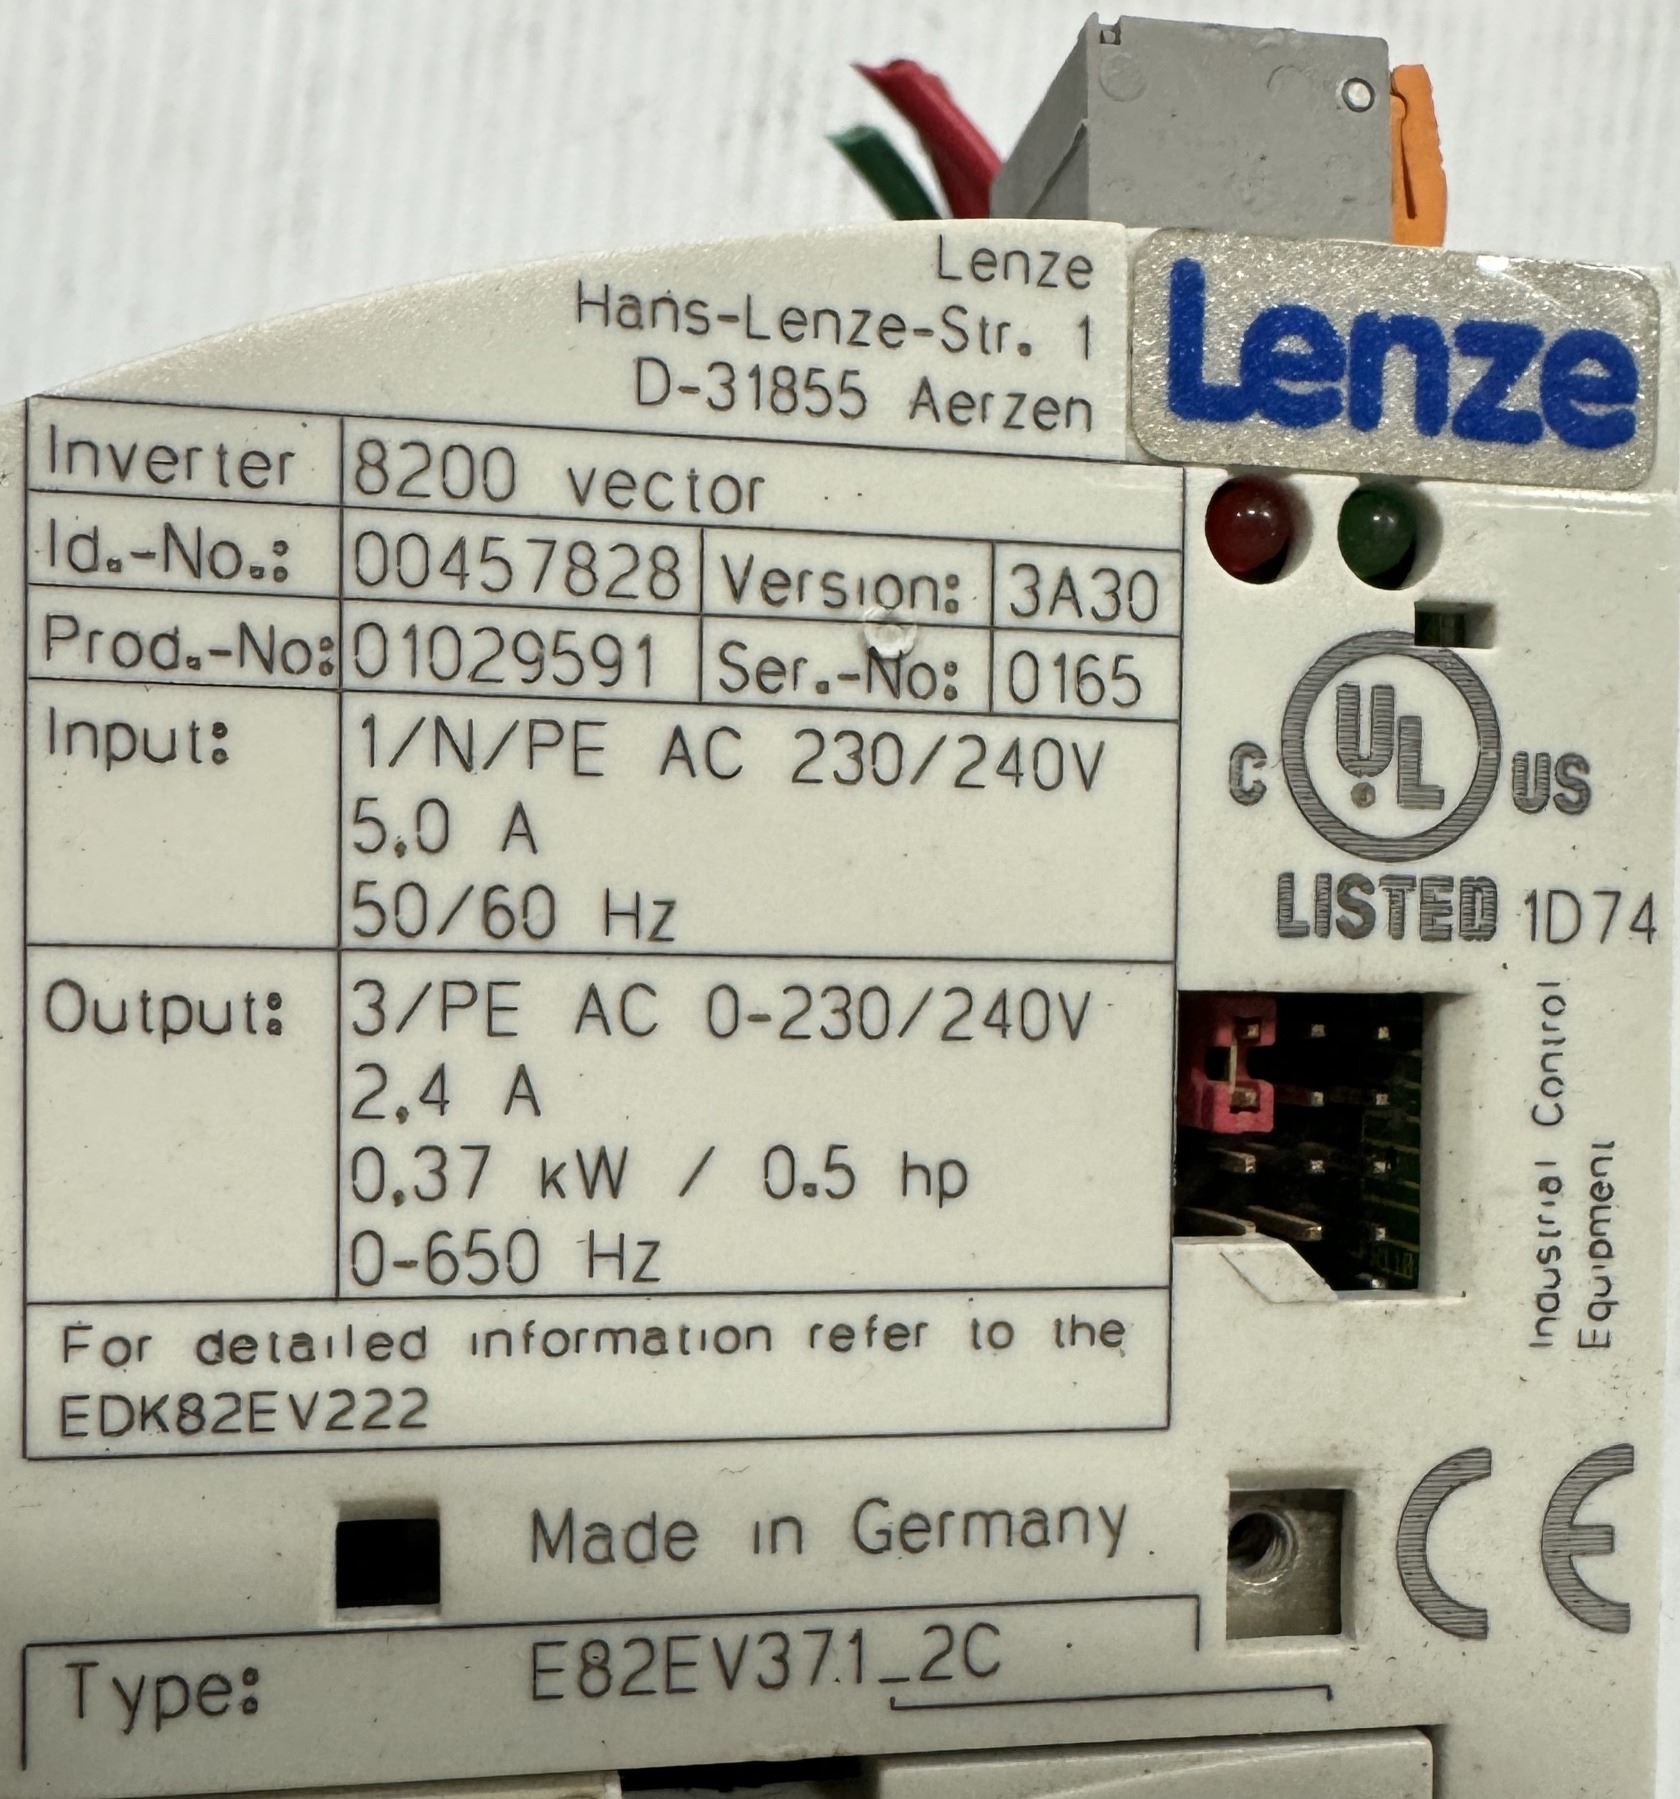 Lenze
Hans-Lenze-Str. 1
D-31855 Aerzen
Lenze
Inverter 8200 vector
Id.-No.: 00457828 Version: 3A30
Prod.-No: 01029591 Ser.-No: 0165
Input: 1/N/PE AC 230/240V
5,0 A
50/60 Hz
Output: 3/PE AC 0-230/240V
2,4 A
0,37 kW / 0.5 hp
0-650 Hz
For detailed information refer to the
EDK82EV222
C UL US
LISTED 1D74
Industrial Control
Equipment
Made in Germany
CE
Type: E82EV371_2C